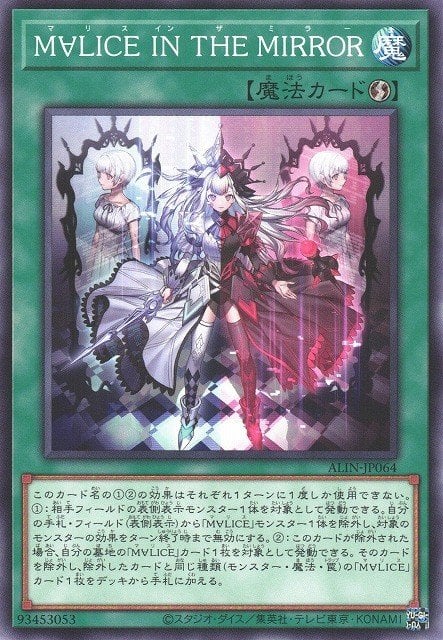 マリスインザミラー
M∀LICE IN THE MIRROR
魔
まほう
【魔法カード】
ALIN-JP064
このカード名の①②の効果はそれぞれ1ターンに1度しか使用できない。
①：相手フィールドの表側表示モンスター1体を対象として発動できる。自分
の手札・フィールド(表側表示)から「M∀LICE」モンスター1体を除外し、対象の
モンスターの効果をターン終了時まで無効にする。②：このカードが除外された
場合、自分の墓地の「M∀LICE」カード1枚を対象として発動できる。そのカード
を除外し、除外したカードと同じ種類(モンスター・魔法・罠)の「M∀LICE」
カード1枚をデッキから手札に加える。
93453053
©スタジオ・ダイス/集英社・テレビ東京・KONAMI